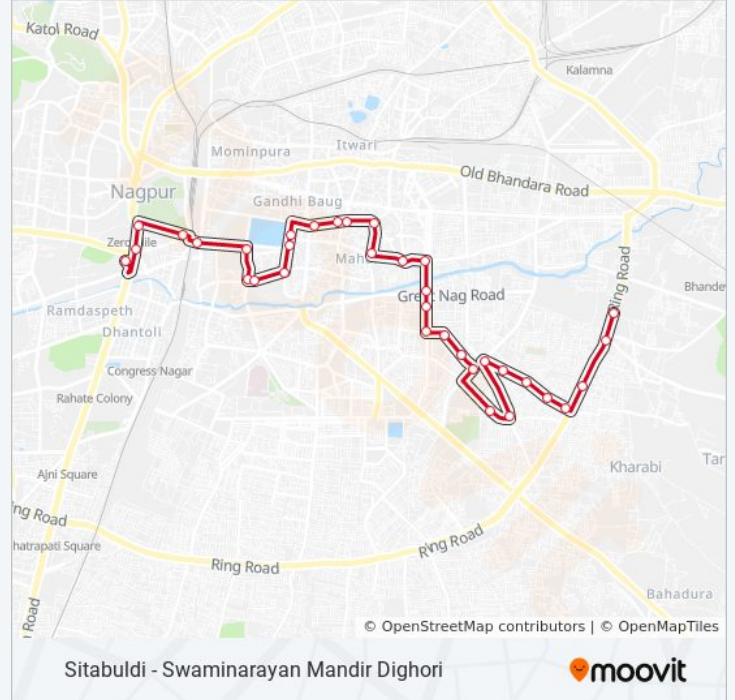 Katol Road
Kalamna
Itwari
Mominpura
Old Bhandara Road
Nagpur
Gandhi Baug
Zero Mile
Mah
Ring Road
Bhande
Great Nag Road
Ramdaspeth
Dhantoli
Congress Nagar
Rahate Colony
Kharabi
Tar
Ajni Square
ing Road
hatrapati Square
Ring Road
Ring Road
Bahadura
Road
© OpenStreetMap contributors | © OpenMapTiles
Sitabuldi - Swaminarayan Mandir Dighori
moovit